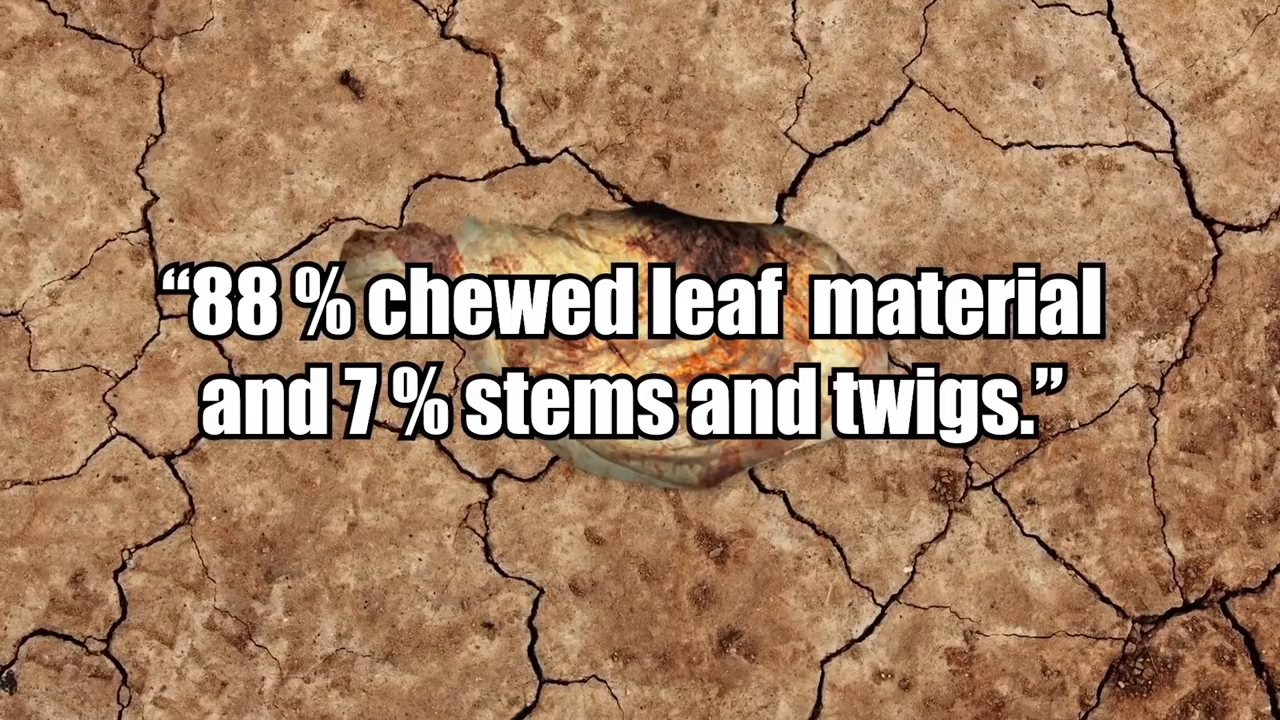 “88 % chewed leaf  material
and 7 % stems and twigs.”